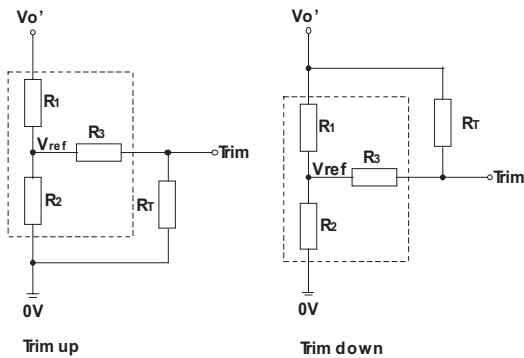 Vo'
R1
Vref
R3
Trim
R2
RT
0V
Trim up
Vo'
R1
RT
Vref
R3
Trim
R2
0V
Trim down